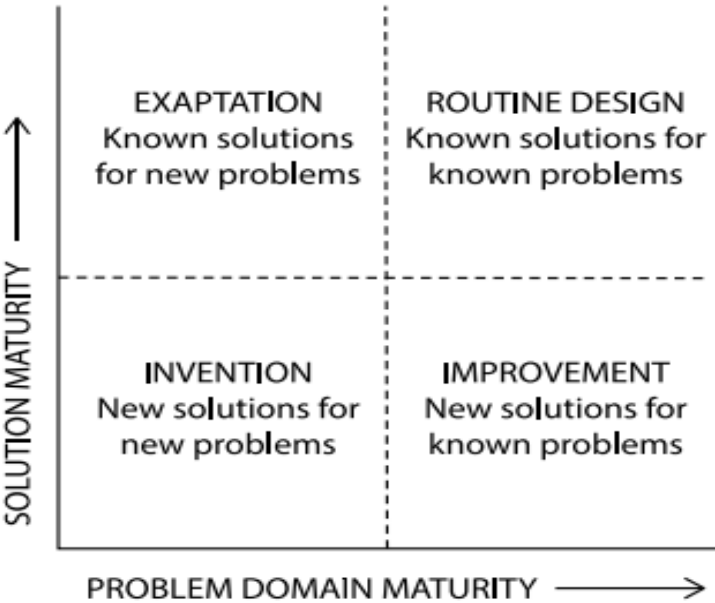 EXAPTATION
Known solutions
for new problems
ROUTINE DESIGN
Known solutions for
known problems
INVENTION
New solutions for
new problems
IMPROVEMENT
New solutions for
known problems
SOLUTION MATURITY
PROBLEM DOMAIN MATURITY